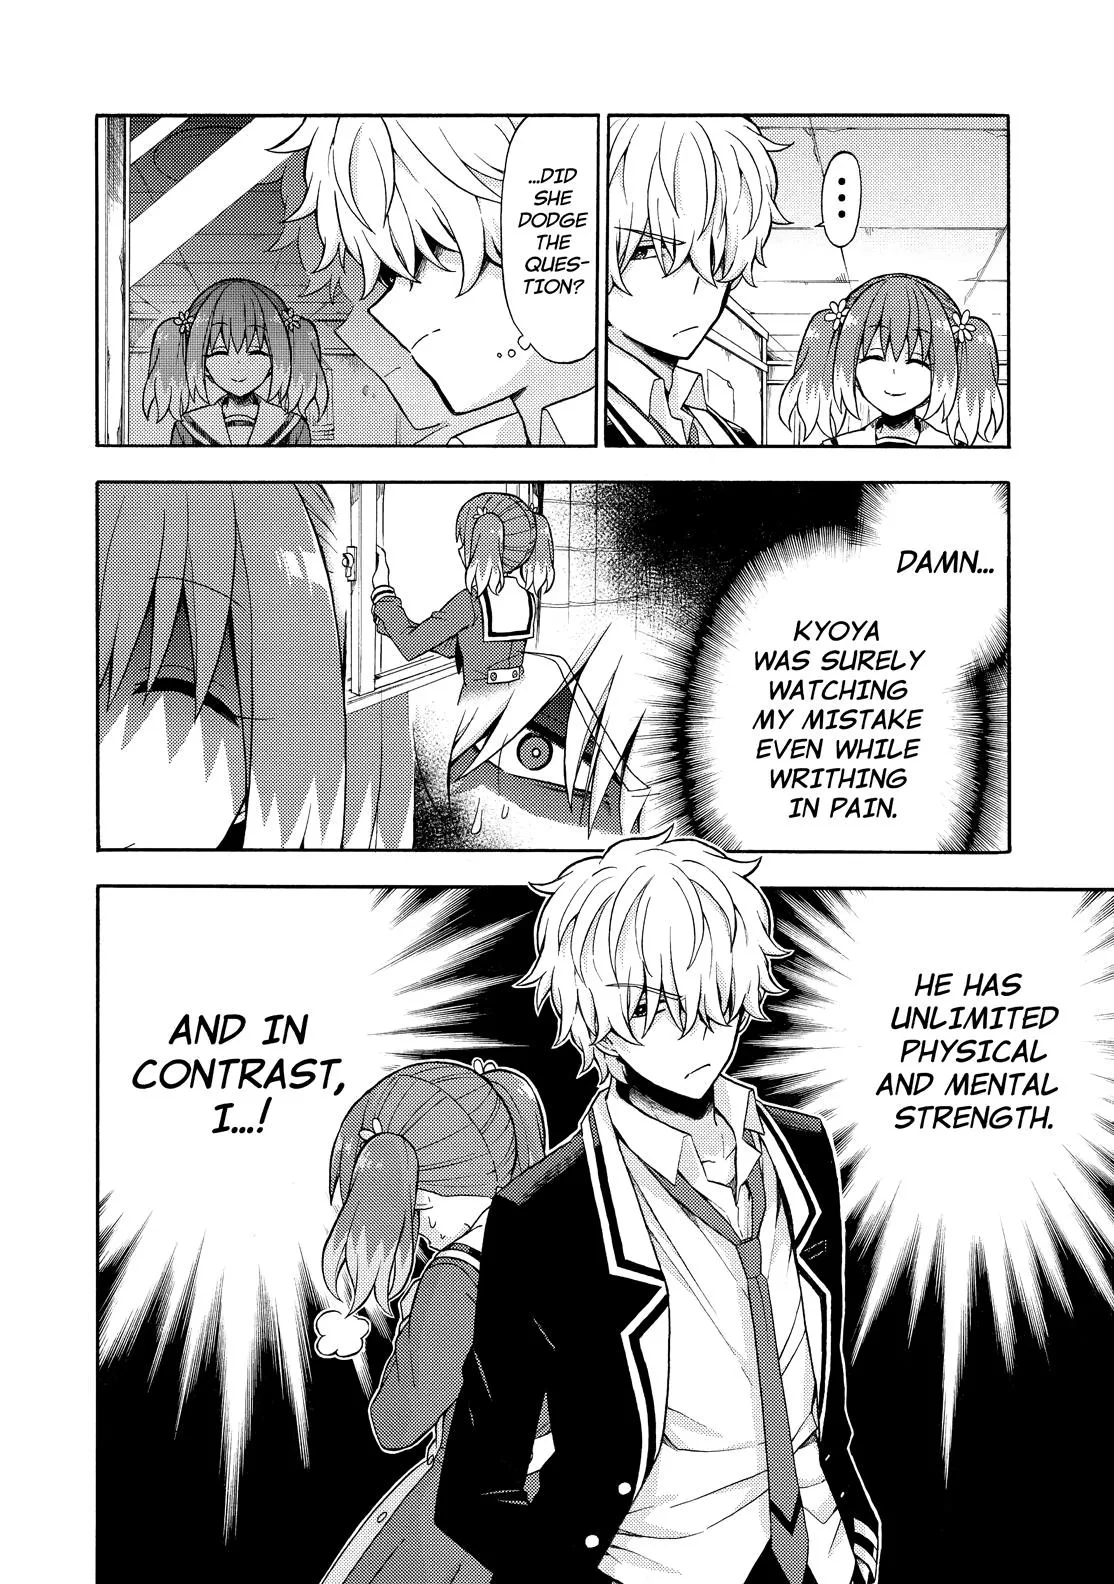 ...
...DID
SHE
DODGE
THE
QUES-
TION?
DAMN...
KYOYA
WAS SURELY
WATCHING
MY MISTAKE
EVEN WHILE
WRITHING
IN PAIN.
HE HAS
UNLIMITED
PHYSICAL
AND MENTAL
STRENGTH.
AND IN
CONTRAST,
I...!